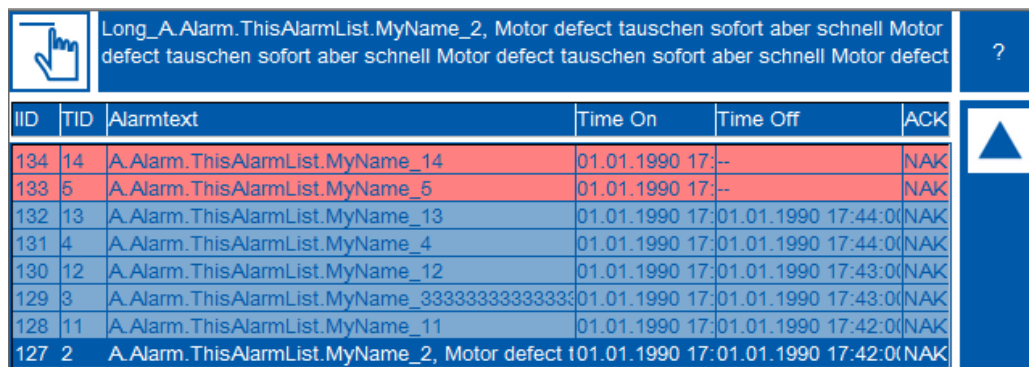 Long_A.Alarm.ThisAlarmList.MyName_2, Motor defect tauschen sofort aber schnell Motor
defect tauschen sofort aber schnell Motor defect tauschen sofort aber schnell Motor defect
?
IID TID Alarmtext Time On Time Off ACK
134 14 A.Alarm.ThisAlarmList.MyName_14 01.01.1990 17: -- NAK
133 5 A.Alarm.ThisAlarmList.MyName_5 01.01.1990 17: -- NAK
132 13 A.Alarm.ThisAlarmList.MyName_13 01.01.1990 17: 01.01.1990 17:44:00 NAK
131 4 A.Alarm.ThisAlarmList.MyName_4 01.01.1990 17: 01.01.1990 17:44:00 NAK
130 12 A.Alarm.ThisAlarmList.MyName_12 01.01.1990 17: 01.01.1990 17:43:00 NAK
129 3 A.Alarm.ThisAlarmList.MyName_333333333333333 01.01.1990 17: 01.01.1990 17:43:00 NAK
128 11 A.Alarm.ThisAlarmList.MyName_11 01.01.1990 17: 01.01.1990 17:42:00 NAK
127 2 A.Alarm.ThisAlarmList.MyName_2, Motor defect t 01.01.1990 17: 01.01.1990 17:42:00 NAK